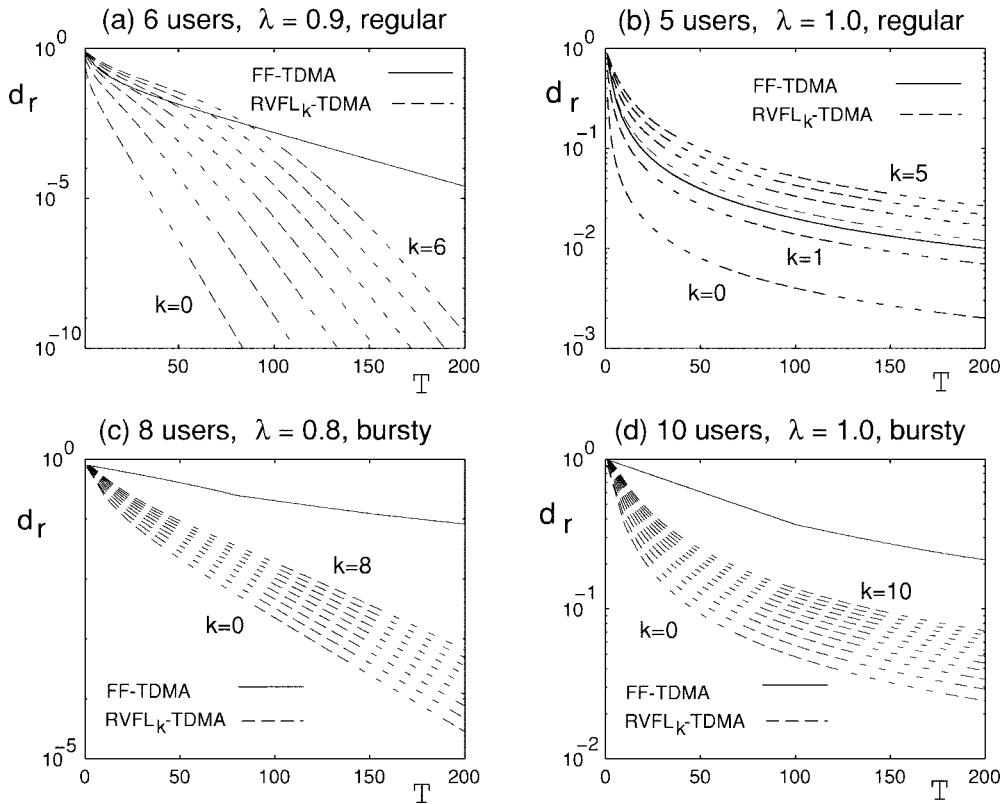 (a) 6 users, λ = 0.9, regular
10^0
d_r
10^-5
10^-10
FF-TDMA
RVFL_k-TDMA
k=6
k=0
50 100 150 200
T
(b) 5 users, λ = 1.0, regular
10^0
d_r
10^-1
10^-2
10^-3
FF-TDMA
RVFL_k-TDMA
k=5
k=1
k=0
0 50 100 150 200
T
(c) 8 users, λ = 0.8, bursty
10^0
d_r
10^-5
k=8
k=0
FF-TDMA
RVFL_k-TDMA
0 50 100 150 200
T
(d) 10 users, λ = 1.0, bursty
10^0
d_r
10^-1
10^-2
k=10
k=0
FF-TDMA
RVFL_k-TDMA
0 50 100 150 200
T